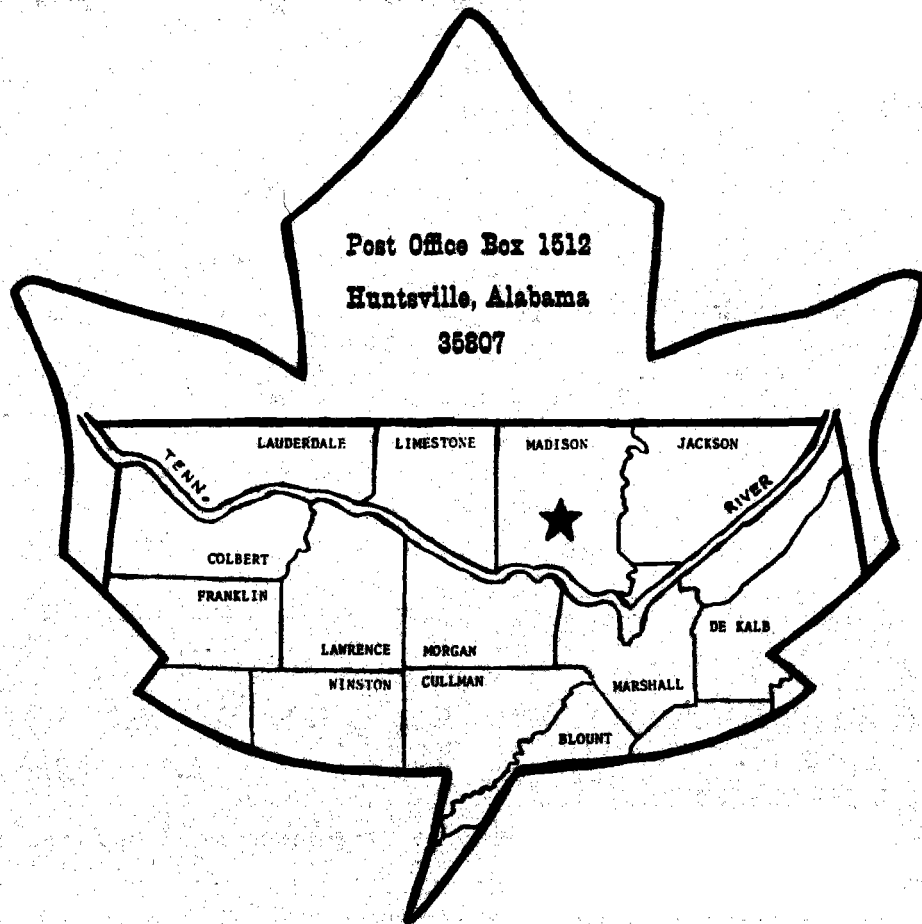 Post Office Box 1512
Huntsville, Alabama
35807
LAUDERDALE LIMESTONE MADISON JACKSON
TENN. RIVER
COLBERT
FRANKLIN
DE KALB
LAWRENCE MORGAN
WINSTON CULLMAN MARSHALL
BLOUNT